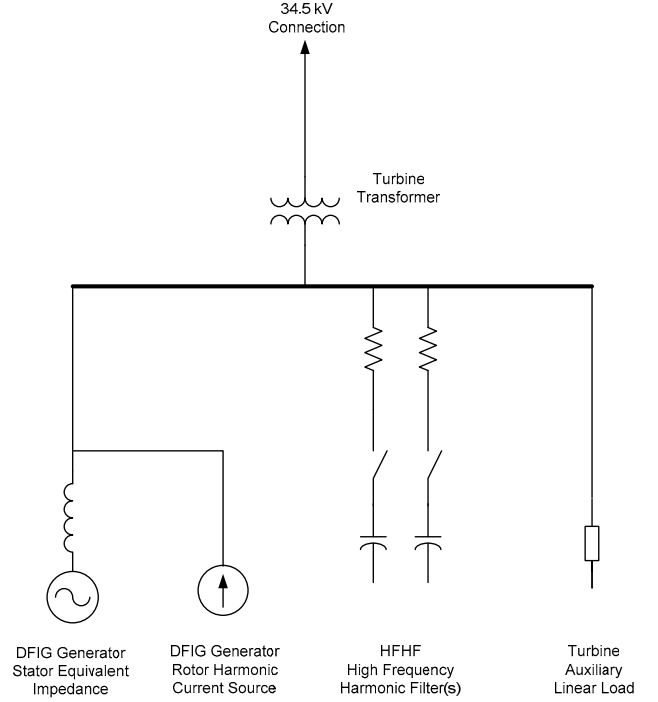 34.5 kV
Connection
Turbine
Transformer
DFIG Generator
Stator Equivalent
Impedance
DFIG Generator
Rotor Harmonic
Current Source
HFHF
High Frequency
Harmonic Filter(s)
Turbine
Auxiliary
Linear Load